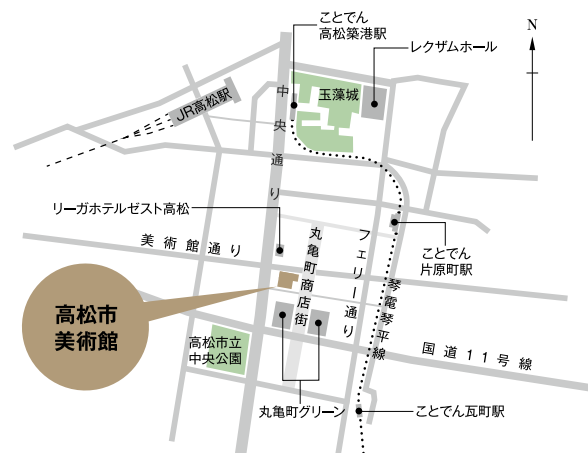 ことでん
高松築港駅
レクザムホール
N
玉藻城
JR高松駅
中央通り
リーガホテルゼスト高松
美術館通り
丸亀町商店街
フェリー通り
ことでん
片原町駅
琴電琴平線
高松市
美術館
高松市立
中央公園
国道11号線
丸亀町グリーン
ことでん瓦町駅